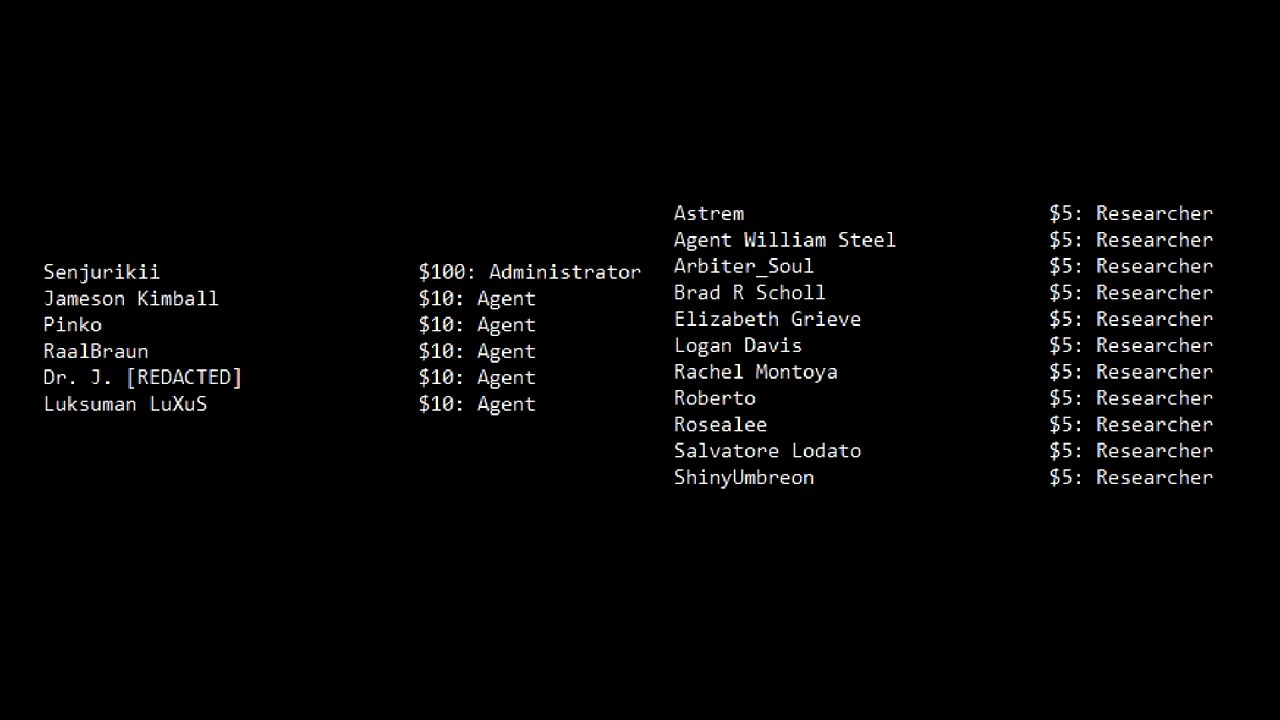 Senjurikii $100: Administrator
Jameson Kimball $10: Agent
Pinko $10: Agent
RaalBraun $10: Agent
Dr. J. [REDACTED] $10: Agent
Luksuman LuXuS $10: Agent
Astrem $5: Researcher
Agent William Steel $5: Researcher
Arbiter_Soul $5: Researcher
Brad R Scholl $5: Researcher
Elizabeth Grieve $5: Researcher
Logan Davis $5: Researcher
Rachel Montoya $5: Researcher
Roberto $5: Researcher
Rosealee $5: Researcher
Salvatore Lodato $5: Researcher
ShinyUmbreon $5: Researcher